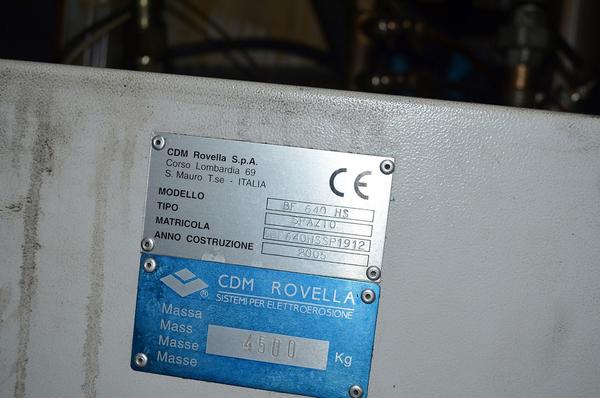 CDM Rovella S.p.A.
Corso Lombardia 69
S. Mauro T.se - ITALIA
CE
MODELLO BF 640 HS
TIPO SPAZIO
MATRICOLA
ANNO COSTRUZIONE 2005
CDM ROVELLA
SISTEMI PER ELETTROEROSIONE
®
Massa
Mass
Masse
Masse
4500 Kg